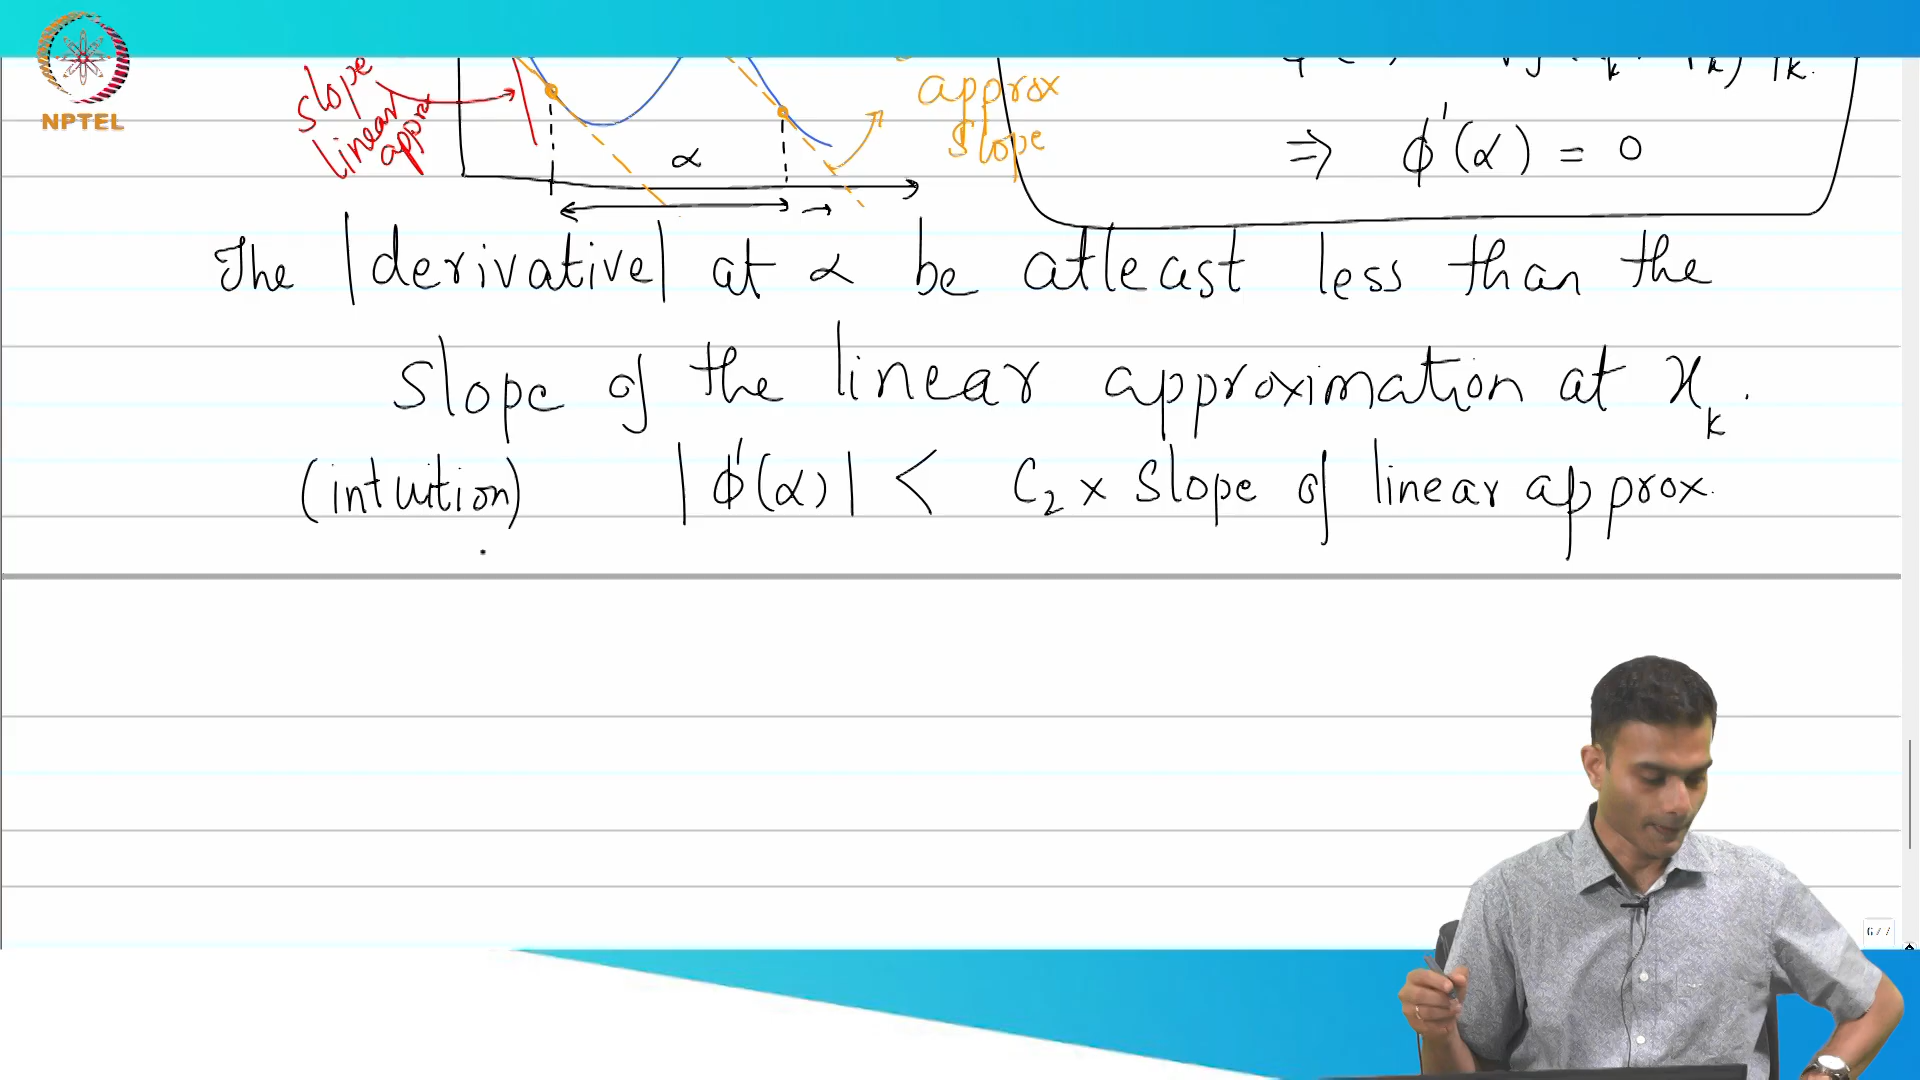 NPTEL
slope
linear
approx
α
approx
slope
⇒ ϕ'(α) = 0
The |derivative| at α be atleast less than the
slope of the linear approximation at x_k.
(intuition) |ϕ'(α)| < C₂ × slope of linear approx.